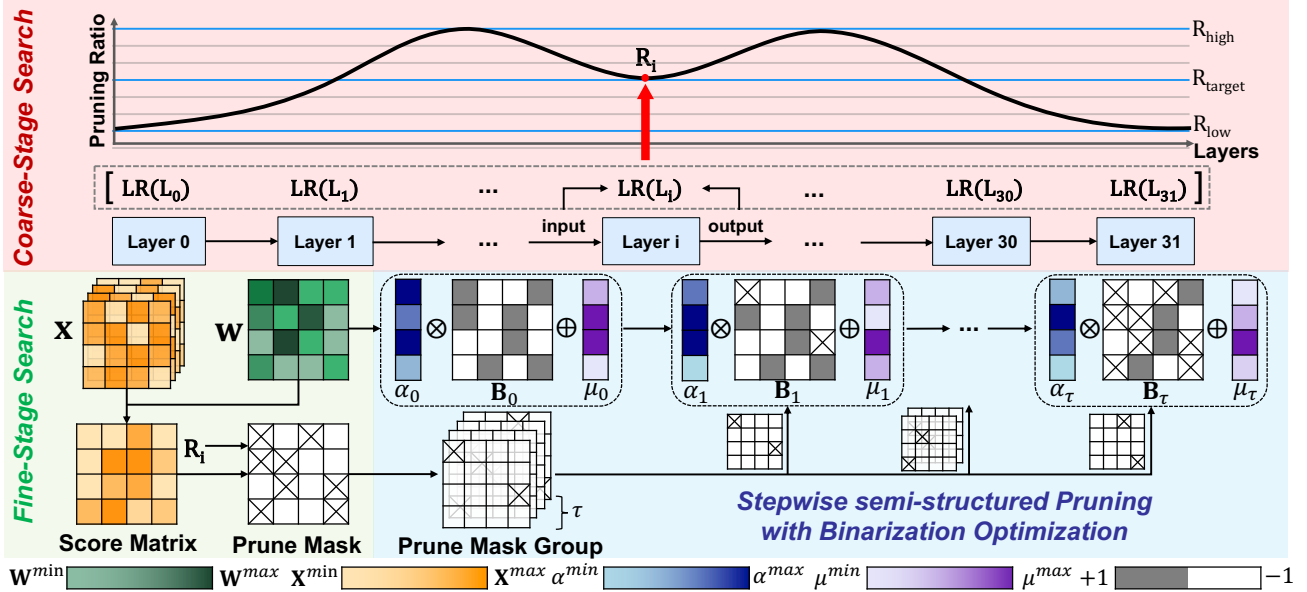 Coarse-Stage Search
Pruning Ratio
R_high
R_i
R_target
R_low
Layers
[ LR(L_0) LR(L_1) ... LR(L_i) ... LR(L_30) LR(L_31) ]
input output
Layer 0 Layer 1 ... Layer i ... Layer 30 Layer 31
Fine-Stage Search
X W ⊗ ⊕ ⊗ ⊕ ... ⊗ ⊕
α_0 B_0 μ_0 α_1 B_1 μ_1 α_τ B_τ μ_τ
R_i
τ
Stepwise semi-structured Pruning
with Binarization Optimization
Score Matrix Prune Mask Prune Mask Group
W^min W^max X^min X^max α^min α^max μ^min μ^max +1 −1